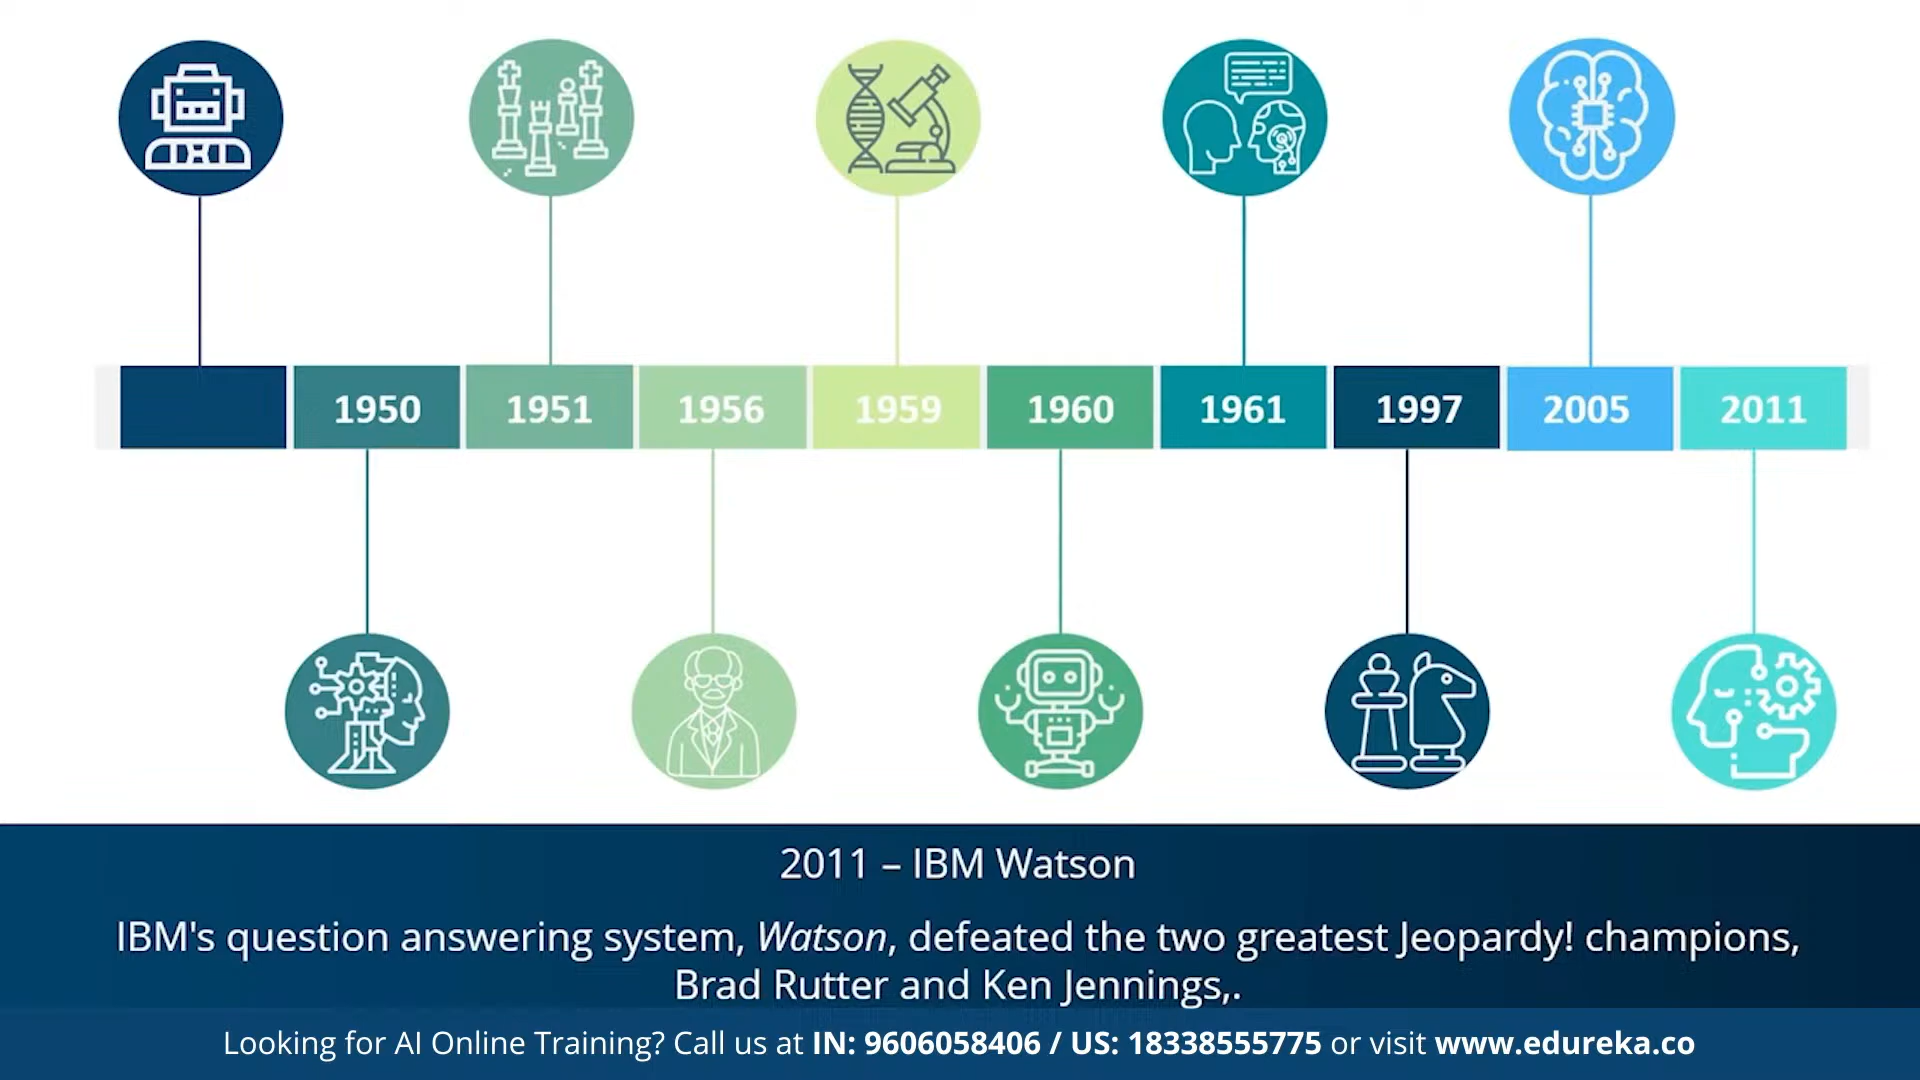 1950 1951 1956 1959 1960 1961 1997 2005 2011
2011 – IBM Watson
IBM's question answering system, Watson, defeated the two greatest Jeopardy! champions,
Brad Rutter and Ken Jennings,.
Looking for AI Online Training? Call us at IN: 9606058406 / US: 18338555775 or visit www.edureka.co